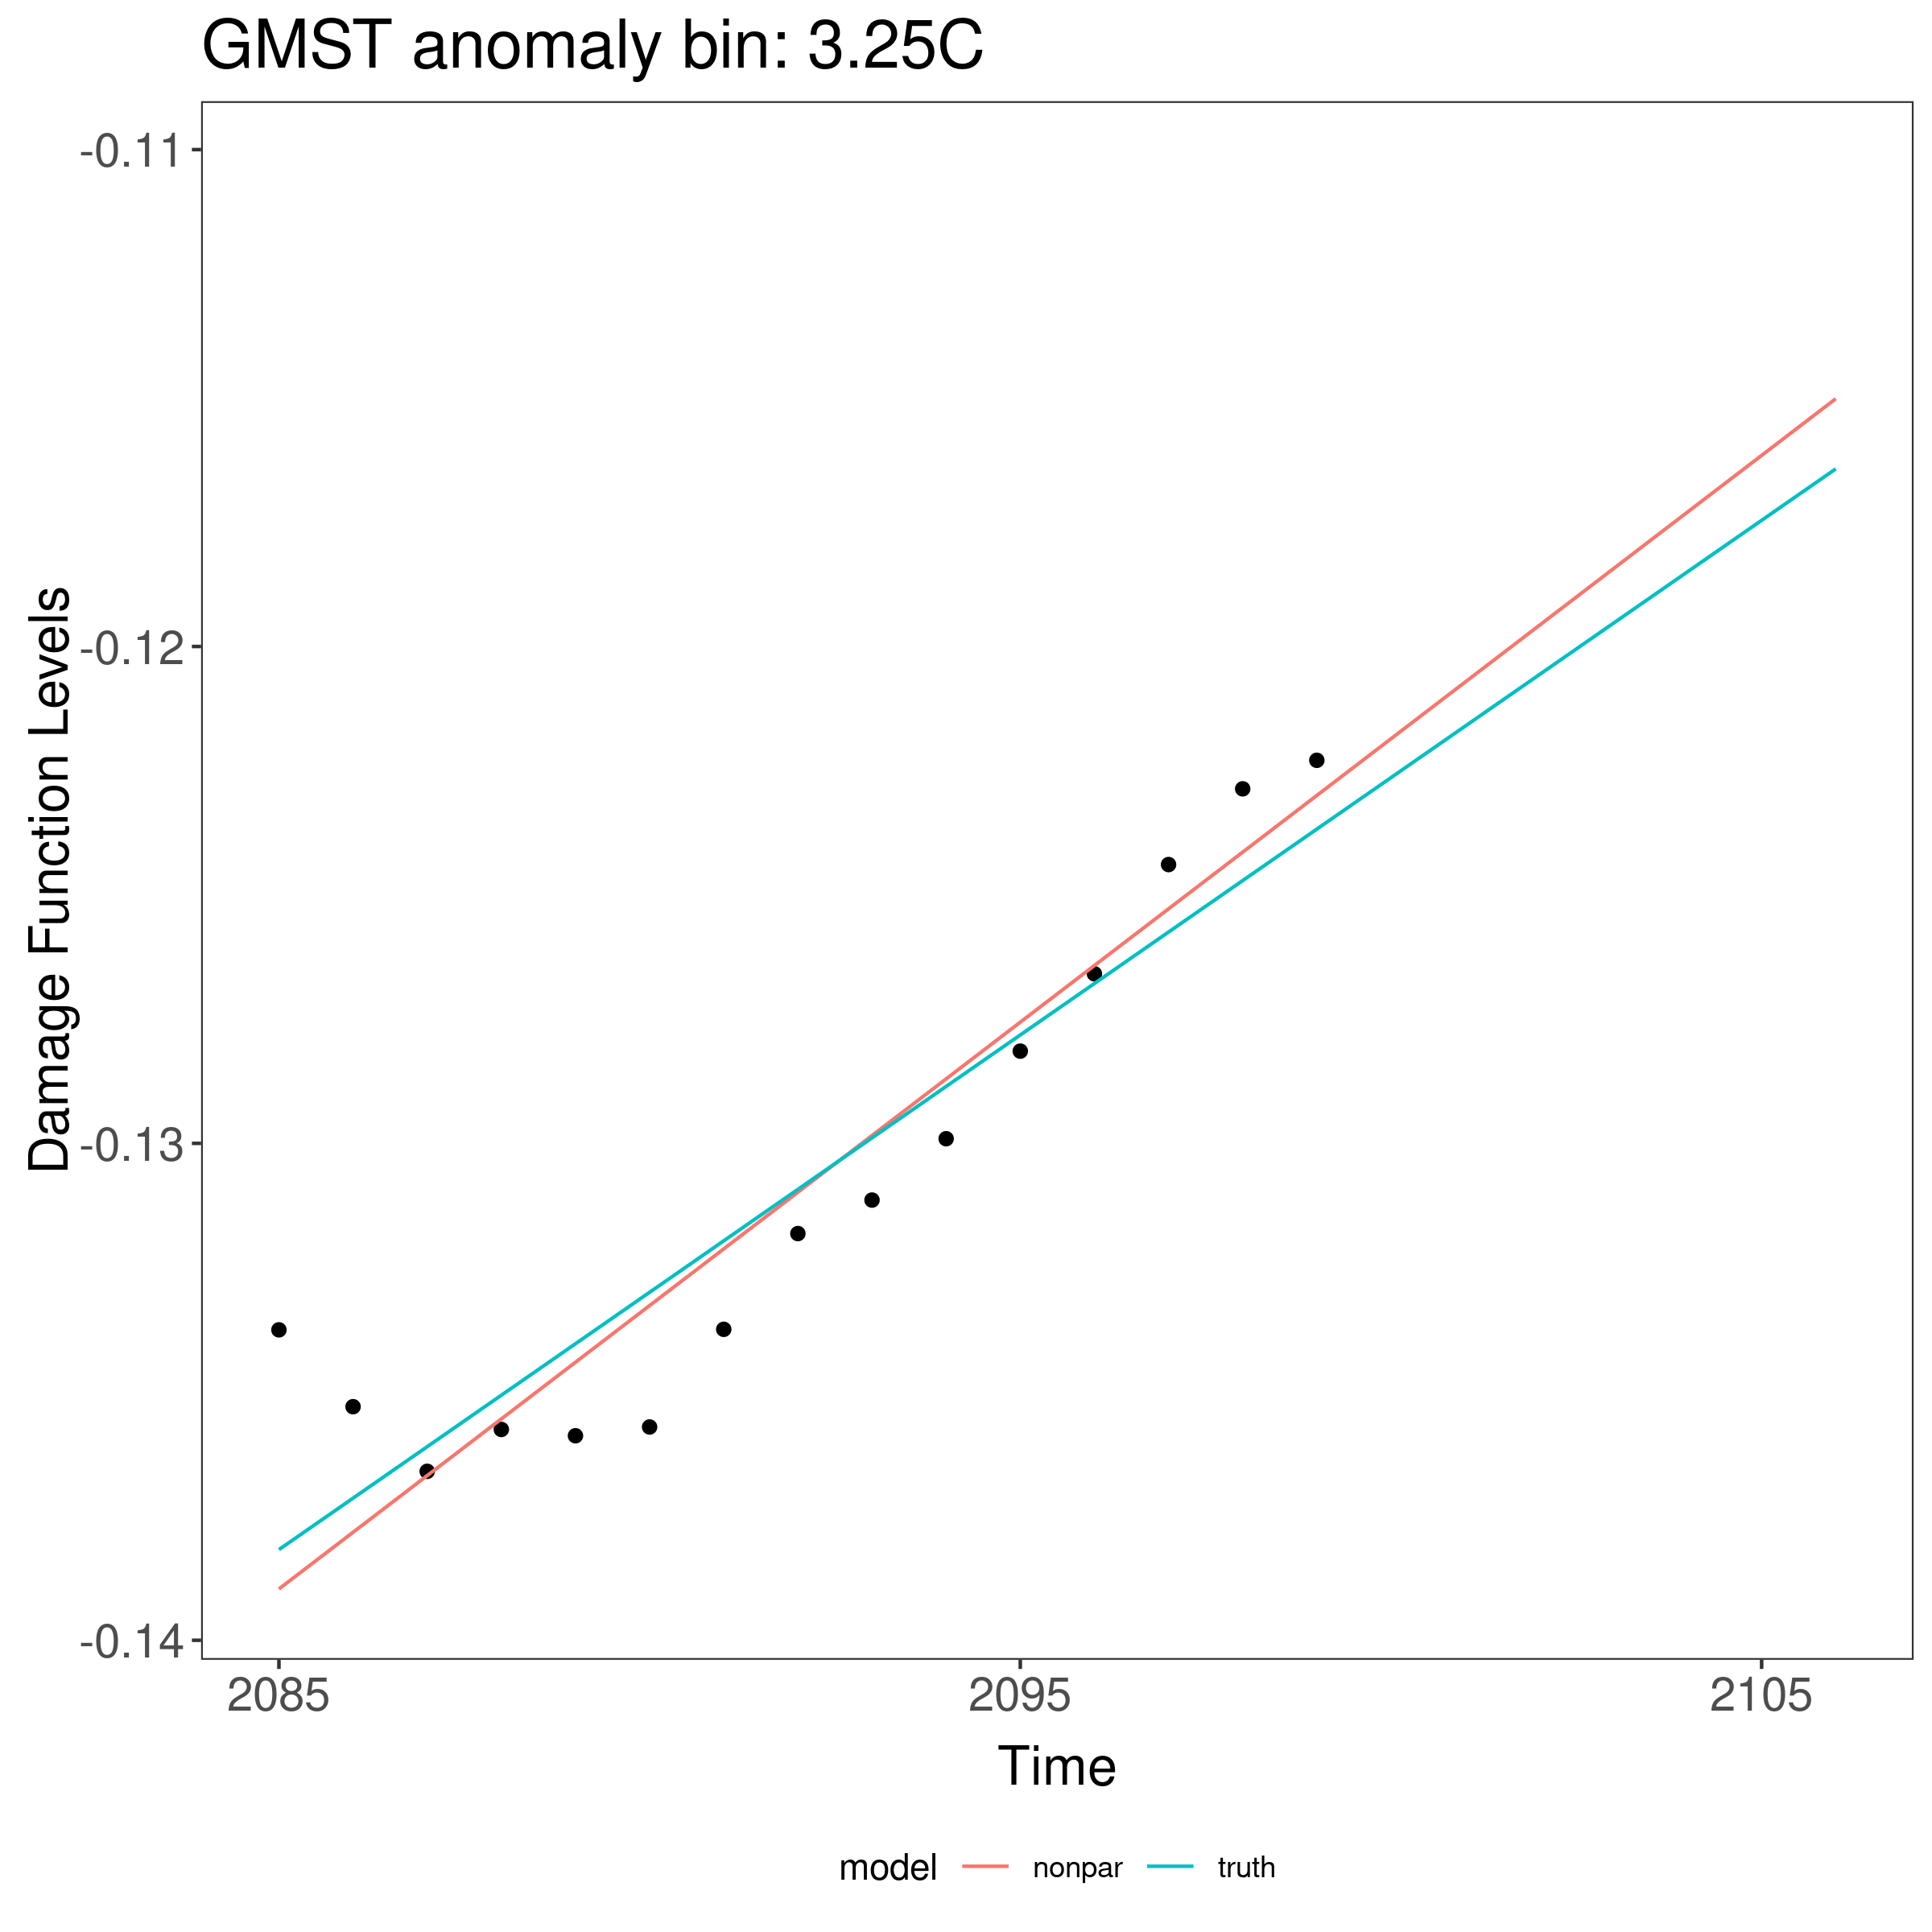 GMST anomaly bin: 3.25C
-0.11
-0.12
-0.13
-0.14
Damage Function Levels
2085 2095 2105
Time
model nonpar truth